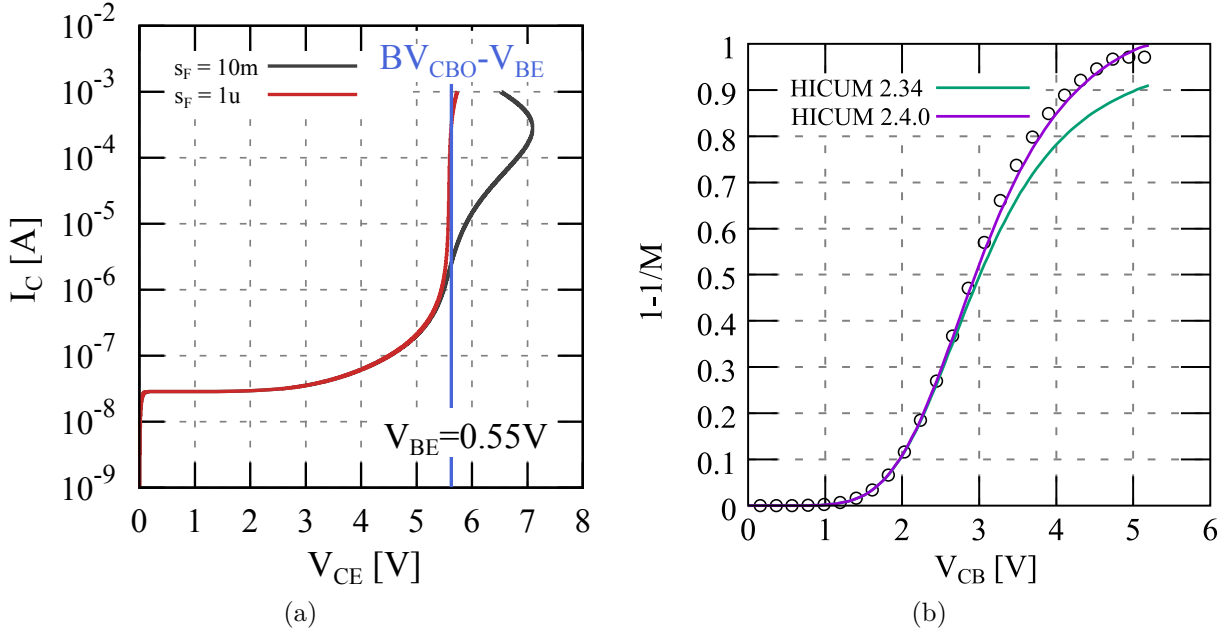 10⁻²
10⁻³
10⁻⁴
10⁻⁵
10⁻⁶
10⁻⁷
10⁻⁸
10⁻⁹
I_C [A]
s_F = 10m
s_F = 1u
BV_CBO-V_BE
V_BE=0.55V
0 1 2 3 4 5 6 7 8
V_CE [V]
(a)
1
0.9
0.8
0.7
0.6
0.5
0.4
0.3
0.2
0.1
0
1-1/M
HICUM 2.34
HICUM 2.4.0
0 1 2 3 4 5 6
V_CB [V]
(b)